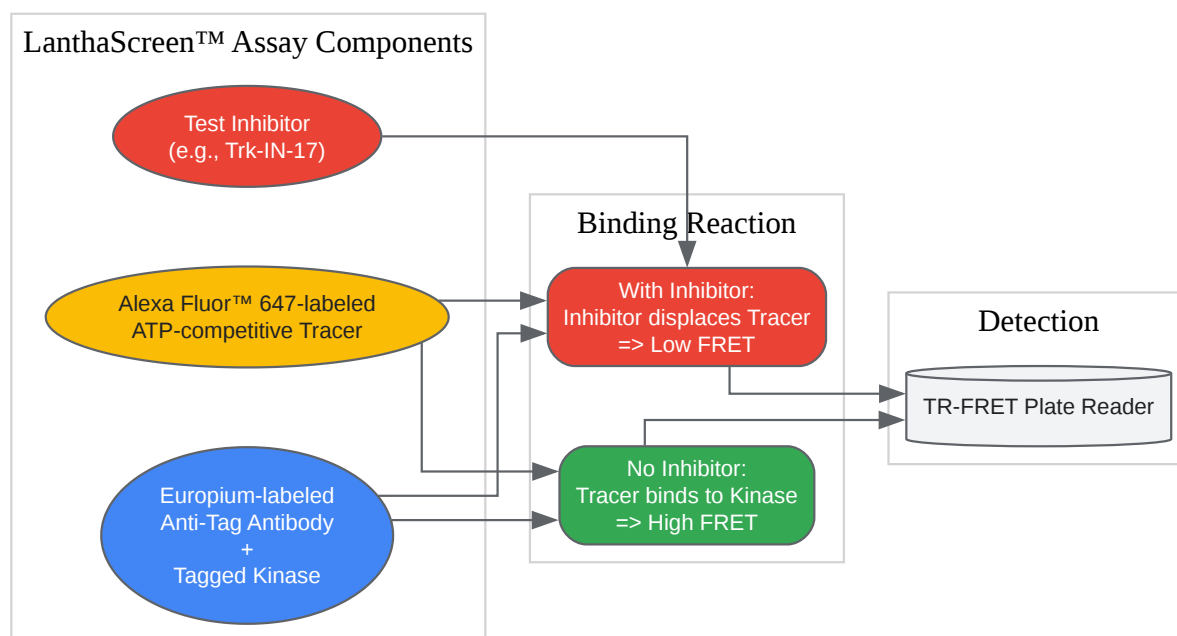 LanthaScreen™ Assay Components
Test Inhibitor
(e.g., Trk-IN-17)
Alexa Fluor™ 647-labeled
ATP-competitive Tracer
Europium-labeled
Anti-Tag Antibody
+
Tagged Kinase
Binding Reaction
With Inhibitor:
Inhibitor displaces Tracer
=> Low FRET
No Inhibitor:
Tracer binds to Kinase
=> High FRET
Detection
TR-FRET Plate Reader